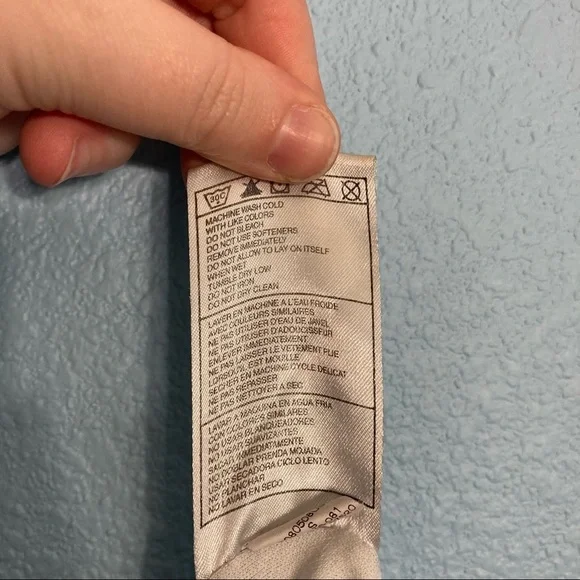 30C
MACHINE WASH COLD
WITH LIKE COLORS
DO NOT BLEACH
DO NOT USE SOFTENERS
REMOVE IMMEDIATELY
DO NOT ALLOW TO LAY ON ITSELF
WHEN WET
TUMBLE DRY LOW
DO NOT IRON
DO NOT DRY CLEAN
LAVER EN MACHINE A L'EAU FROIDE
AVEC COULEURS SIMILAIRES
NE PAS UTILISER D'EAU DE JAVEL
NE PAS UTILISER D'ADOUCISSEUR
ENLEVER IMMEDIATEMENT
NE PAS LAISSER LE VETEMENT PLIE
LORSQU'IL EST MOUILLE
SECHER EN MACHINE CYCLE DELICAT
NE PAS REPASSER
NE PAS NETTOYER A SEC
LAVAR A MAQUINA EN AGUA FRIA
CON COLORES SIMILARES
NO USAR BLANQUEADORES
NO USAR SUAVIZANTES
SACAR INMEDIATAMENTE
NO DOBLAR PRENDA MOJADA
USAR SECADORA CICLO LENTO
NO PLANCHAR
NO LAVAR EN SECO